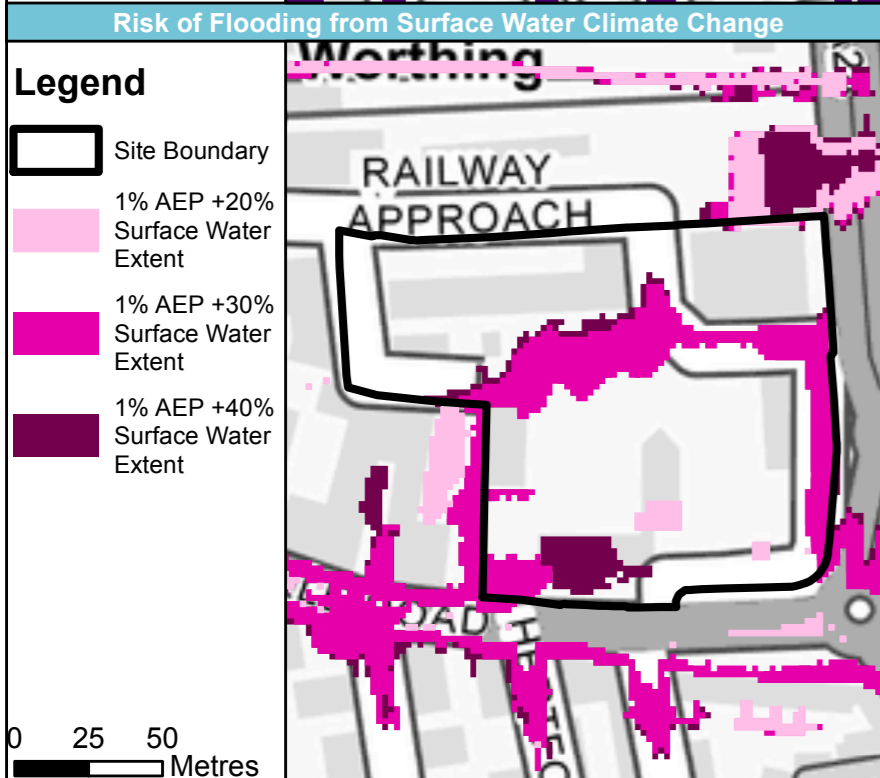 Risk of Flooding from Surface Water Climate Change
Legend
Site Boundary
1% AEP +20%
Surface Water
Extent
1% AEP +30%
Surface Water
Extent
1% AEP +40%
Surface Water
Extent
0 25 50
Metres
Worthing
RAILWAY
APPROACH
ROAD